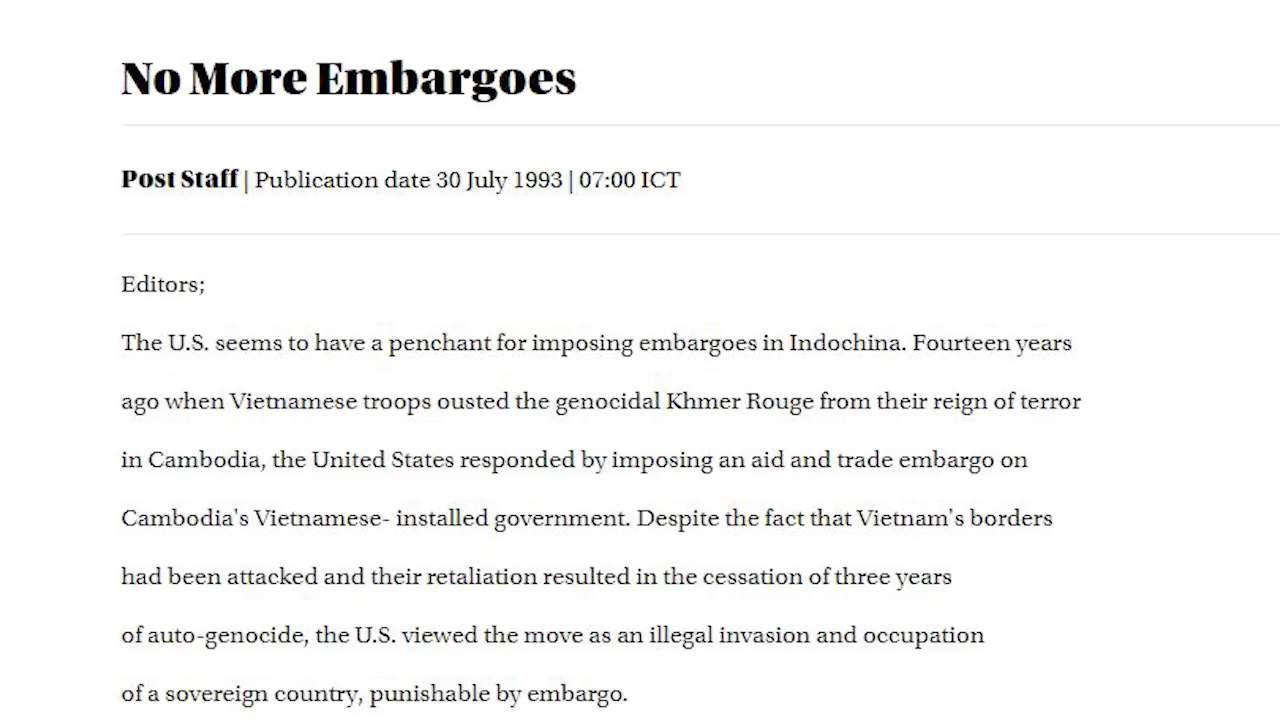 No More Embargoes
Post Staff | Publication date 30 July 1993 | 07:00 ICT
Editors;
The U.S. seems to have a penchant for imposing embargoes in Indochina. Fourteen years
ago when Vietnamese troops ousted the genocidal Khmer Rouge from their reign of terror
in Cambodia, the United States responded by imposing an aid and trade embargo on
Cambodia's Vietnamese- installed government. Despite the fact that Vietnam's borders
had been attacked and their retaliation resulted in the cessation of three years
of auto-genocide, the U.S. viewed the move as an illegal invasion and occupation
of a sovereign country, punishable by embargo.